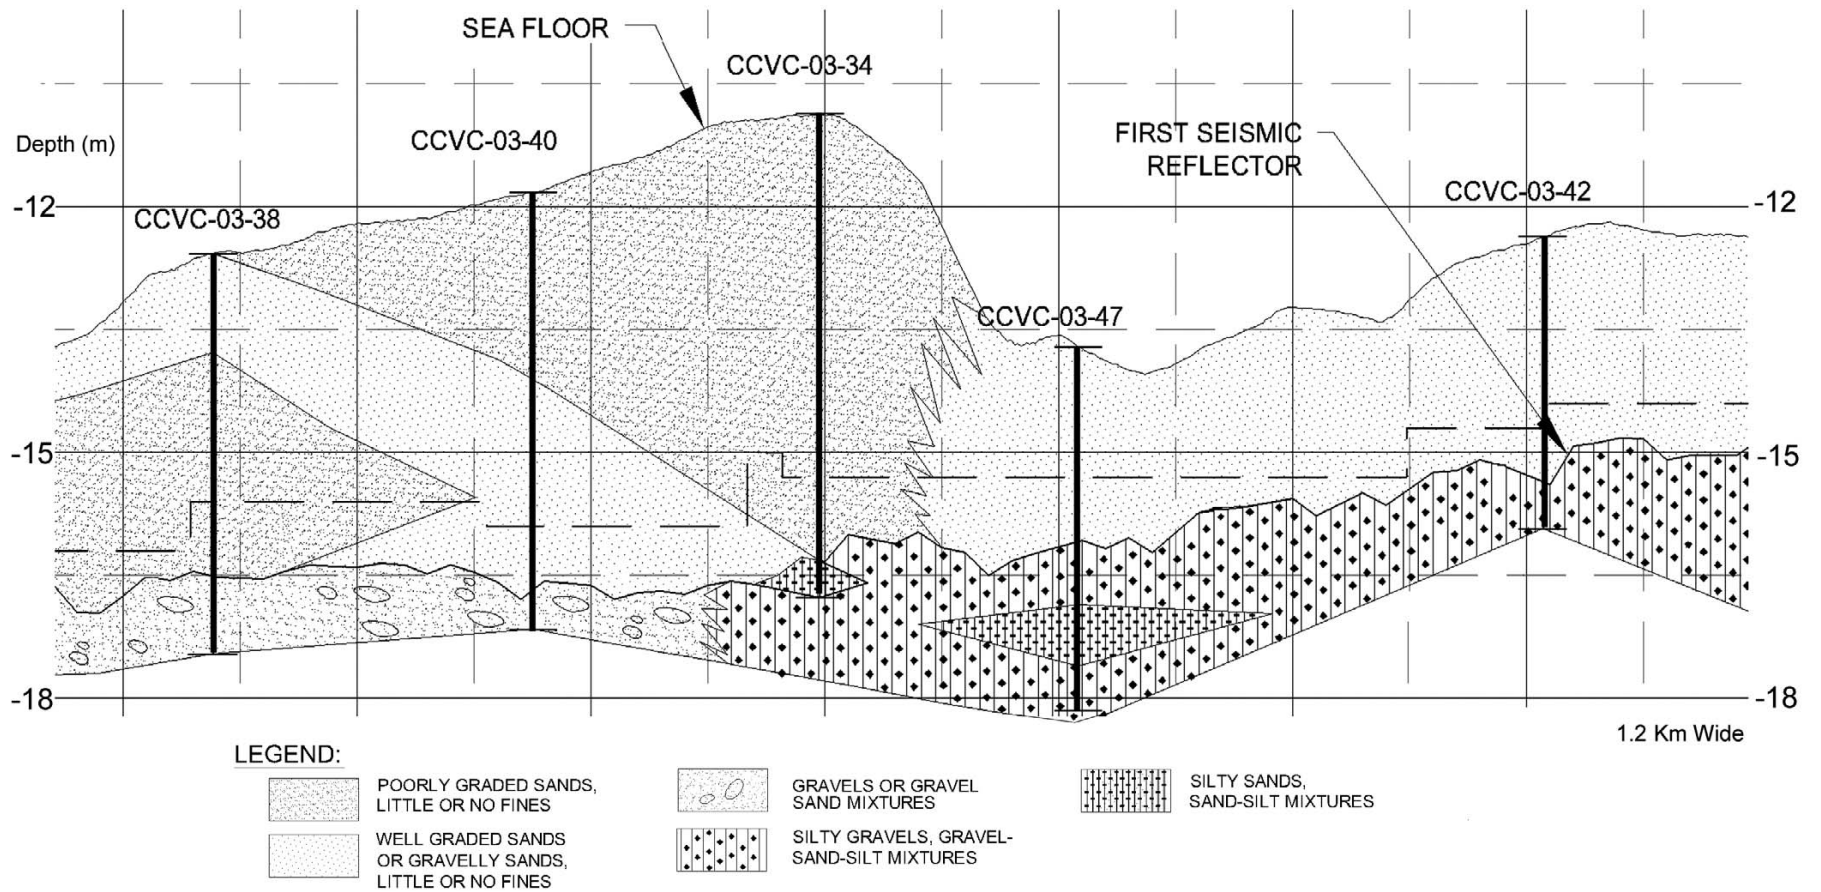 SEA FLOOR
CCVC-03-34
Depth (m)
CCVC-03-40
FIRST SEISMIC
REFLECTOR
CCVC-03-42
-12
-12
CCVC-03-38
CCVC-03-47
-15
-15
-18
-18
1.2 Km Wide
LEGEND:
POORLY GRADED SANDS,
LITTLE OR NO FINES
WELL GRADED SANDS
OR GRAVELLY SANDS,
LITTLE OR NO FINES
GRAVELS OR GRAVEL
SAND MIXTURES
SILTY GRAVELS, GRAVEL-
SAND-SILT MIXTURES
SILTY SANDS,
SAND-SILT MIXTURES